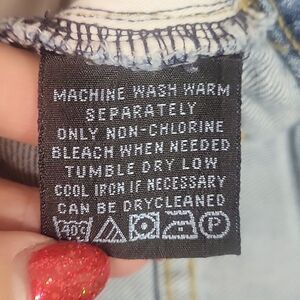 MACHINE WASH WARM
SEPARATELY
ONLY NON-CHLORINE
BLEACH WHEN NEEDED
TUMBLE DRY LOW
COOL IRON IF NECESSARY
CAN BE DRYCLEANED
40° P